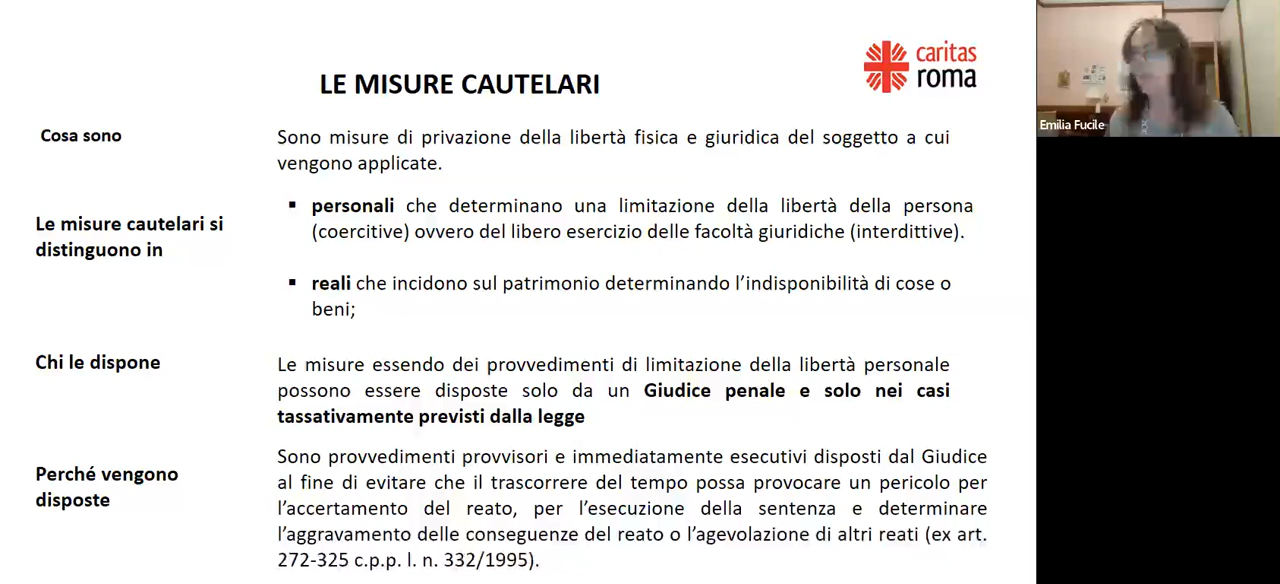 LE MISURE CAUTELARI
caritas
roma
Emilia Fucile
Cosa sono
Sono misure di privazione della libertà fisica e giuridica del soggetto a cui
vengono applicate.
Le misure cautelari si
distinguono in
▪ personali che determinano una limitazione della libertà della persona
(coercitive) ovvero del libero esercizio delle facoltà giuridiche (interdittive).
▪ reali che incidono sul patrimonio determinando l’indisponibilità di cose o
beni;
Chi le dispone
Le misure essendo dei provvedimenti di limitazione della libertà personale
possono essere disposte solo da un Giudice penale e solo nei casi
tassativamente previsti dalla legge
Perché vengono
disposte
Sono provvedimenti provvisori e immediatamente esecutivi disposti dal Giudice
al fine di evitare che il trascorrere del tempo possa provocare un pericolo per
l’accertamento del reato, per l’esecuzione della sentenza e determinare
l’aggravamento delle conseguenze del reato o l’agevolazione di altri reati (ex art.
272-325 c.p.p. l. n. 332/1995).